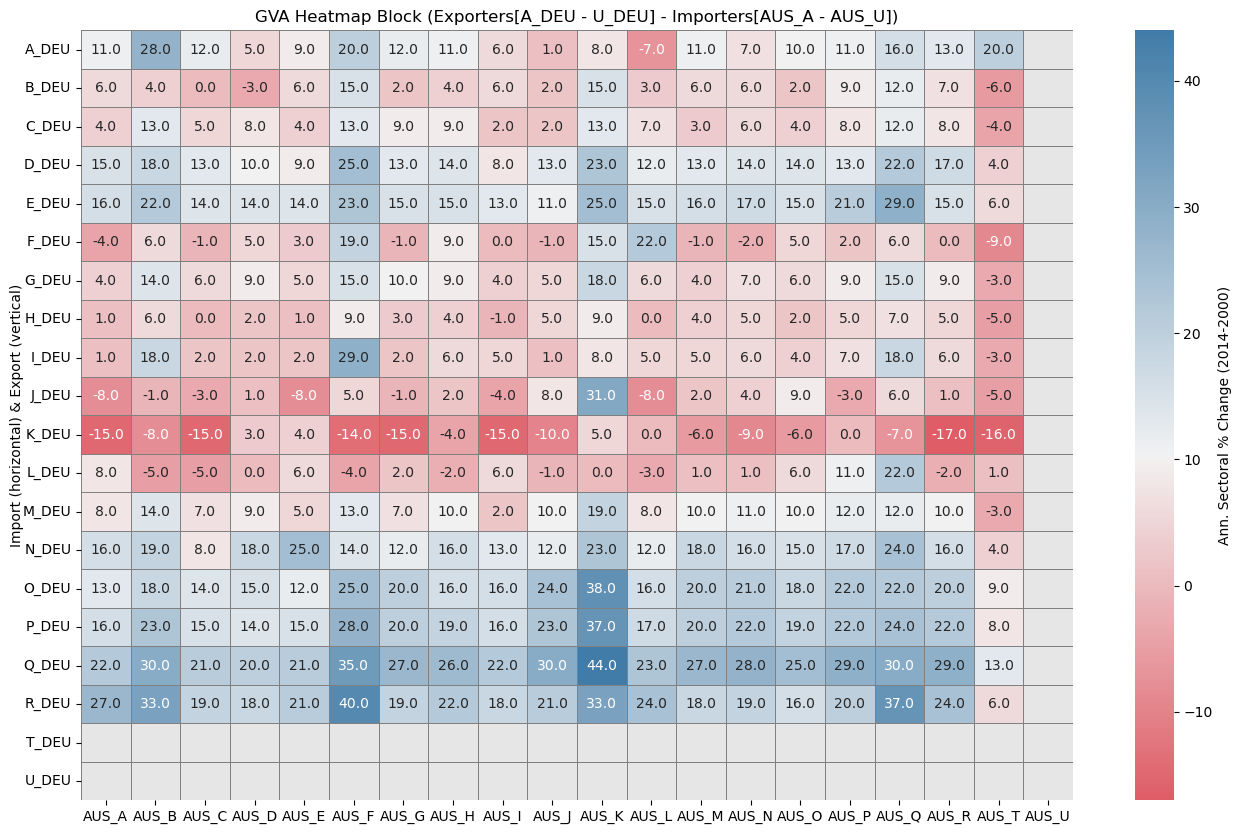 GVA Heatmap Block (Exporters[A_DEU - U_DEU] - Importers[AUS_A - AUS_U])
Import (horizontal) & Export (vertical)
A_DEU 11.0 28.0 12.0 5.0 9.0 20.0 12.0 11.0 6.0 1.0 8.0 -7.0 11.0 7.0 10.0 11.0 16.0 13.0 20.0
B_DEU 6.0 4.0 0.0 -3.0 6.0 15.0 2.0 4.0 6.0 2.0 15.0 3.0 6.0 6.0 2.0 9.0 12.0 7.0 -6.0
C_DEU 4.0 13.0 5.0 8.0 4.0 13.0 9.0 9.0 2.0 2.0 13.0 7.0 3.0 6.0 4.0 8.0 12.0 8.0 -4.0
D_DEU 15.0 18.0 13.0 10.0 9.0 25.0 13.0 14.0 8.0 13.0 23.0 12.0 13.0 14.0 14.0 13.0 22.0 17.0 4.0
E_DEU 16.0 22.0 14.0 14.0 14.0 23.0 15.0 15.0 13.0 11.0 25.0 15.0 16.0 17.0 15.0 21.0 29.0 15.0 6.0
F_DEU -4.0 6.0 -1.0 5.0 3.0 19.0 -1.0 9.0 0.0 -1.0 15.0 22.0 -1.0 -2.0 5.0 2.0 6.0 0.0 -9.0
G_DEU 4.0 14.0 6.0 9.0 5.0 15.0 10.0 9.0 4.0 5.0 18.0 6.0 4.0 7.0 6.0 9.0 15.0 9.0 -3.0
H_DEU 1.0 6.0 0.0 2.0 1.0 9.0 3.0 4.0 -1.0 5.0 9.0 0.0 4.0 5.0 2.0 5.0 7.0 5.0 -5.0
I_DEU 1.0 18.0 2.0 2.0 2.0 29.0 2.0 6.0 5.0 1.0 8.0 5.0 5.0 6.0 4.0 7.0 18.0 6.0 -3.0
J_DEU -8.0 -1.0 -3.0 1.0 -8.0 5.0 -1.0 2.0 -4.0 8.0 31.0 -8.0 2.0 4.0 9.0 -3.0 6.0 1.0 -5.0
K_DEU -15.0 -8.0 -15.0 3.0 4.0 -14.0 -15.0 -4.0 -15.0 -10.0 5.0 0.0 -6.0 -9.0 -6.0 0.0 -7.0 -17.0 -16.0
L_DEU 8.0 -5.0 -5.0 0.0 6.0 -4.0 2.0 -2.0 6.0 -1.0 0.0 -3.0 1.0 1.0 6.0 11.0 22.0 -2.0 1.0
M_DEU 8.0 14.0 7.0 9.0 5.0 13.0 7.0 10.0 2.0 10.0 19.0 8.0 10.0 11.0 10.0 12.0 12.0 10.0 -3.0
N_DEU 16.0 19.0 8.0 18.0 25.0 14.0 12.0 16.0 13.0 12.0 23.0 12.0 18.0 16.0 15.0 17.0 24.0 16.0 4.0
O_DEU 13.0 18.0 14.0 15.0 12.0 25.0 20.0 16.0 16.0 24.0 38.0 16.0 20.0 21.0 18.0 22.0 22.0 20.0 9.0
P_DEU 16.0 23.0 15.0 14.0 15.0 28.0 20.0 19.0 16.0 23.0 37.0 17.0 20.0 22.0 19.0 22.0 24.0 22.0 8.0
Q_DEU 22.0 30.0 21.0 20.0 21.0 35.0 27.0 26.0 22.0 30.0 44.0 23.0 27.0 28.0 25.0 29.0 30.0 29.0 13.0
R_DEU 27.0 33.0 19.0 18.0 21.0 40.0 19.0 22.0 18.0 21.0 33.0 24.0 18.0 19.0 16.0 20.0 37.0 24.0 6.0
T_DEU
U_DEU
AUS_A AUS_B AUS_C AUS_D AUS_E AUS_F AUS_G AUS_H AUS_I AUS_J AUS_K AUS_L AUS_M AUS_N AUS_O AUS_P AUS_Q AUS_R AUS_T AUS_U
40
30
20
10
0
−10
Ann. Sectoral % Change (2014-2000)